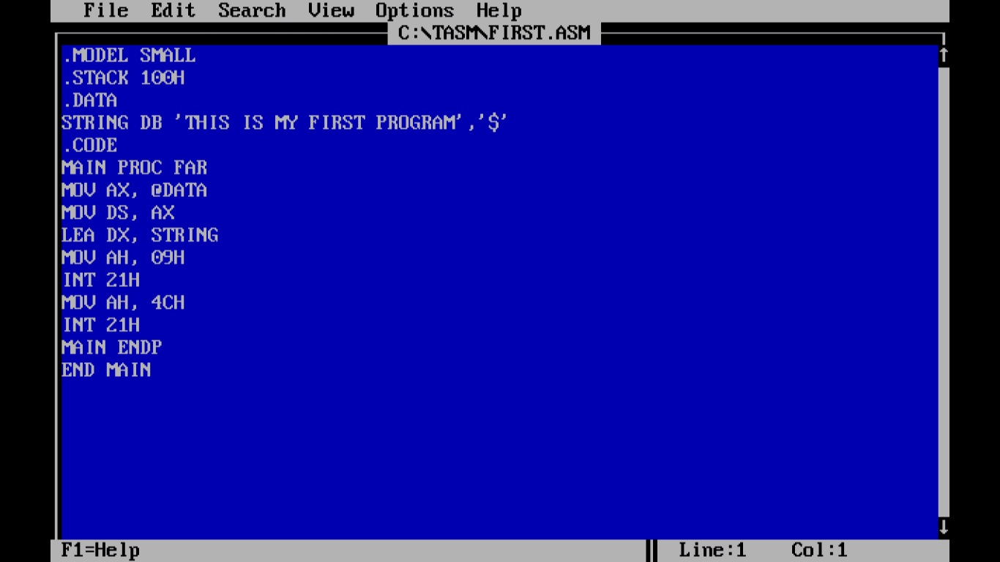 File Edit Search View Options Help
C:\TASM\FIRST.ASM
.MODEL SMALL
.STACK 100H
.DATA
STRING DB 'THIS IS MY FIRST PROGRAM','$'
.CODE
MAIN PROC FAR
MOV AX, @DATA
MOV DS, AX
LEA DX, STRING
MOV AH, 09H
INT 21H
MOV AH, 4CH
INT 21H
MAIN ENDP
END MAIN
F1=Help Line:1 Col:1